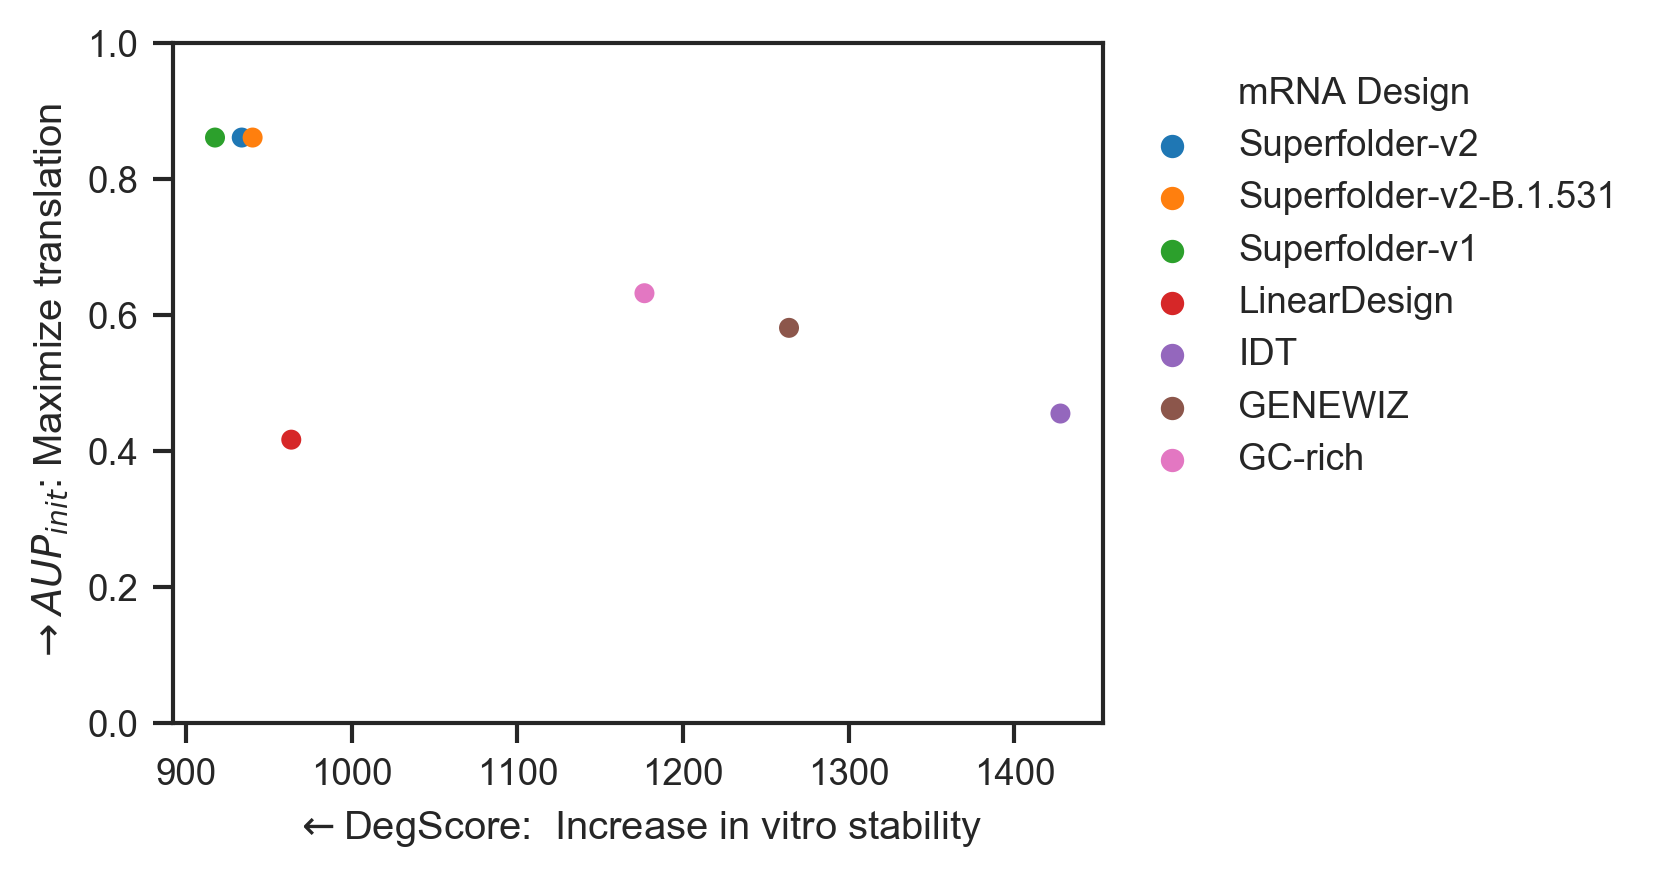 → AUP_init: Maximize translation
1.0
0.8
0.6
0.4
0.2
0.0
900 1000 1100 1200 1300 1400
← DegScore: Increase in vitro stability
mRNA Design
Superfolder-v2
Superfolder-v2-B.1.531
Superfolder-v1
LinearDesign
IDT
GENEWIZ
GC-rich